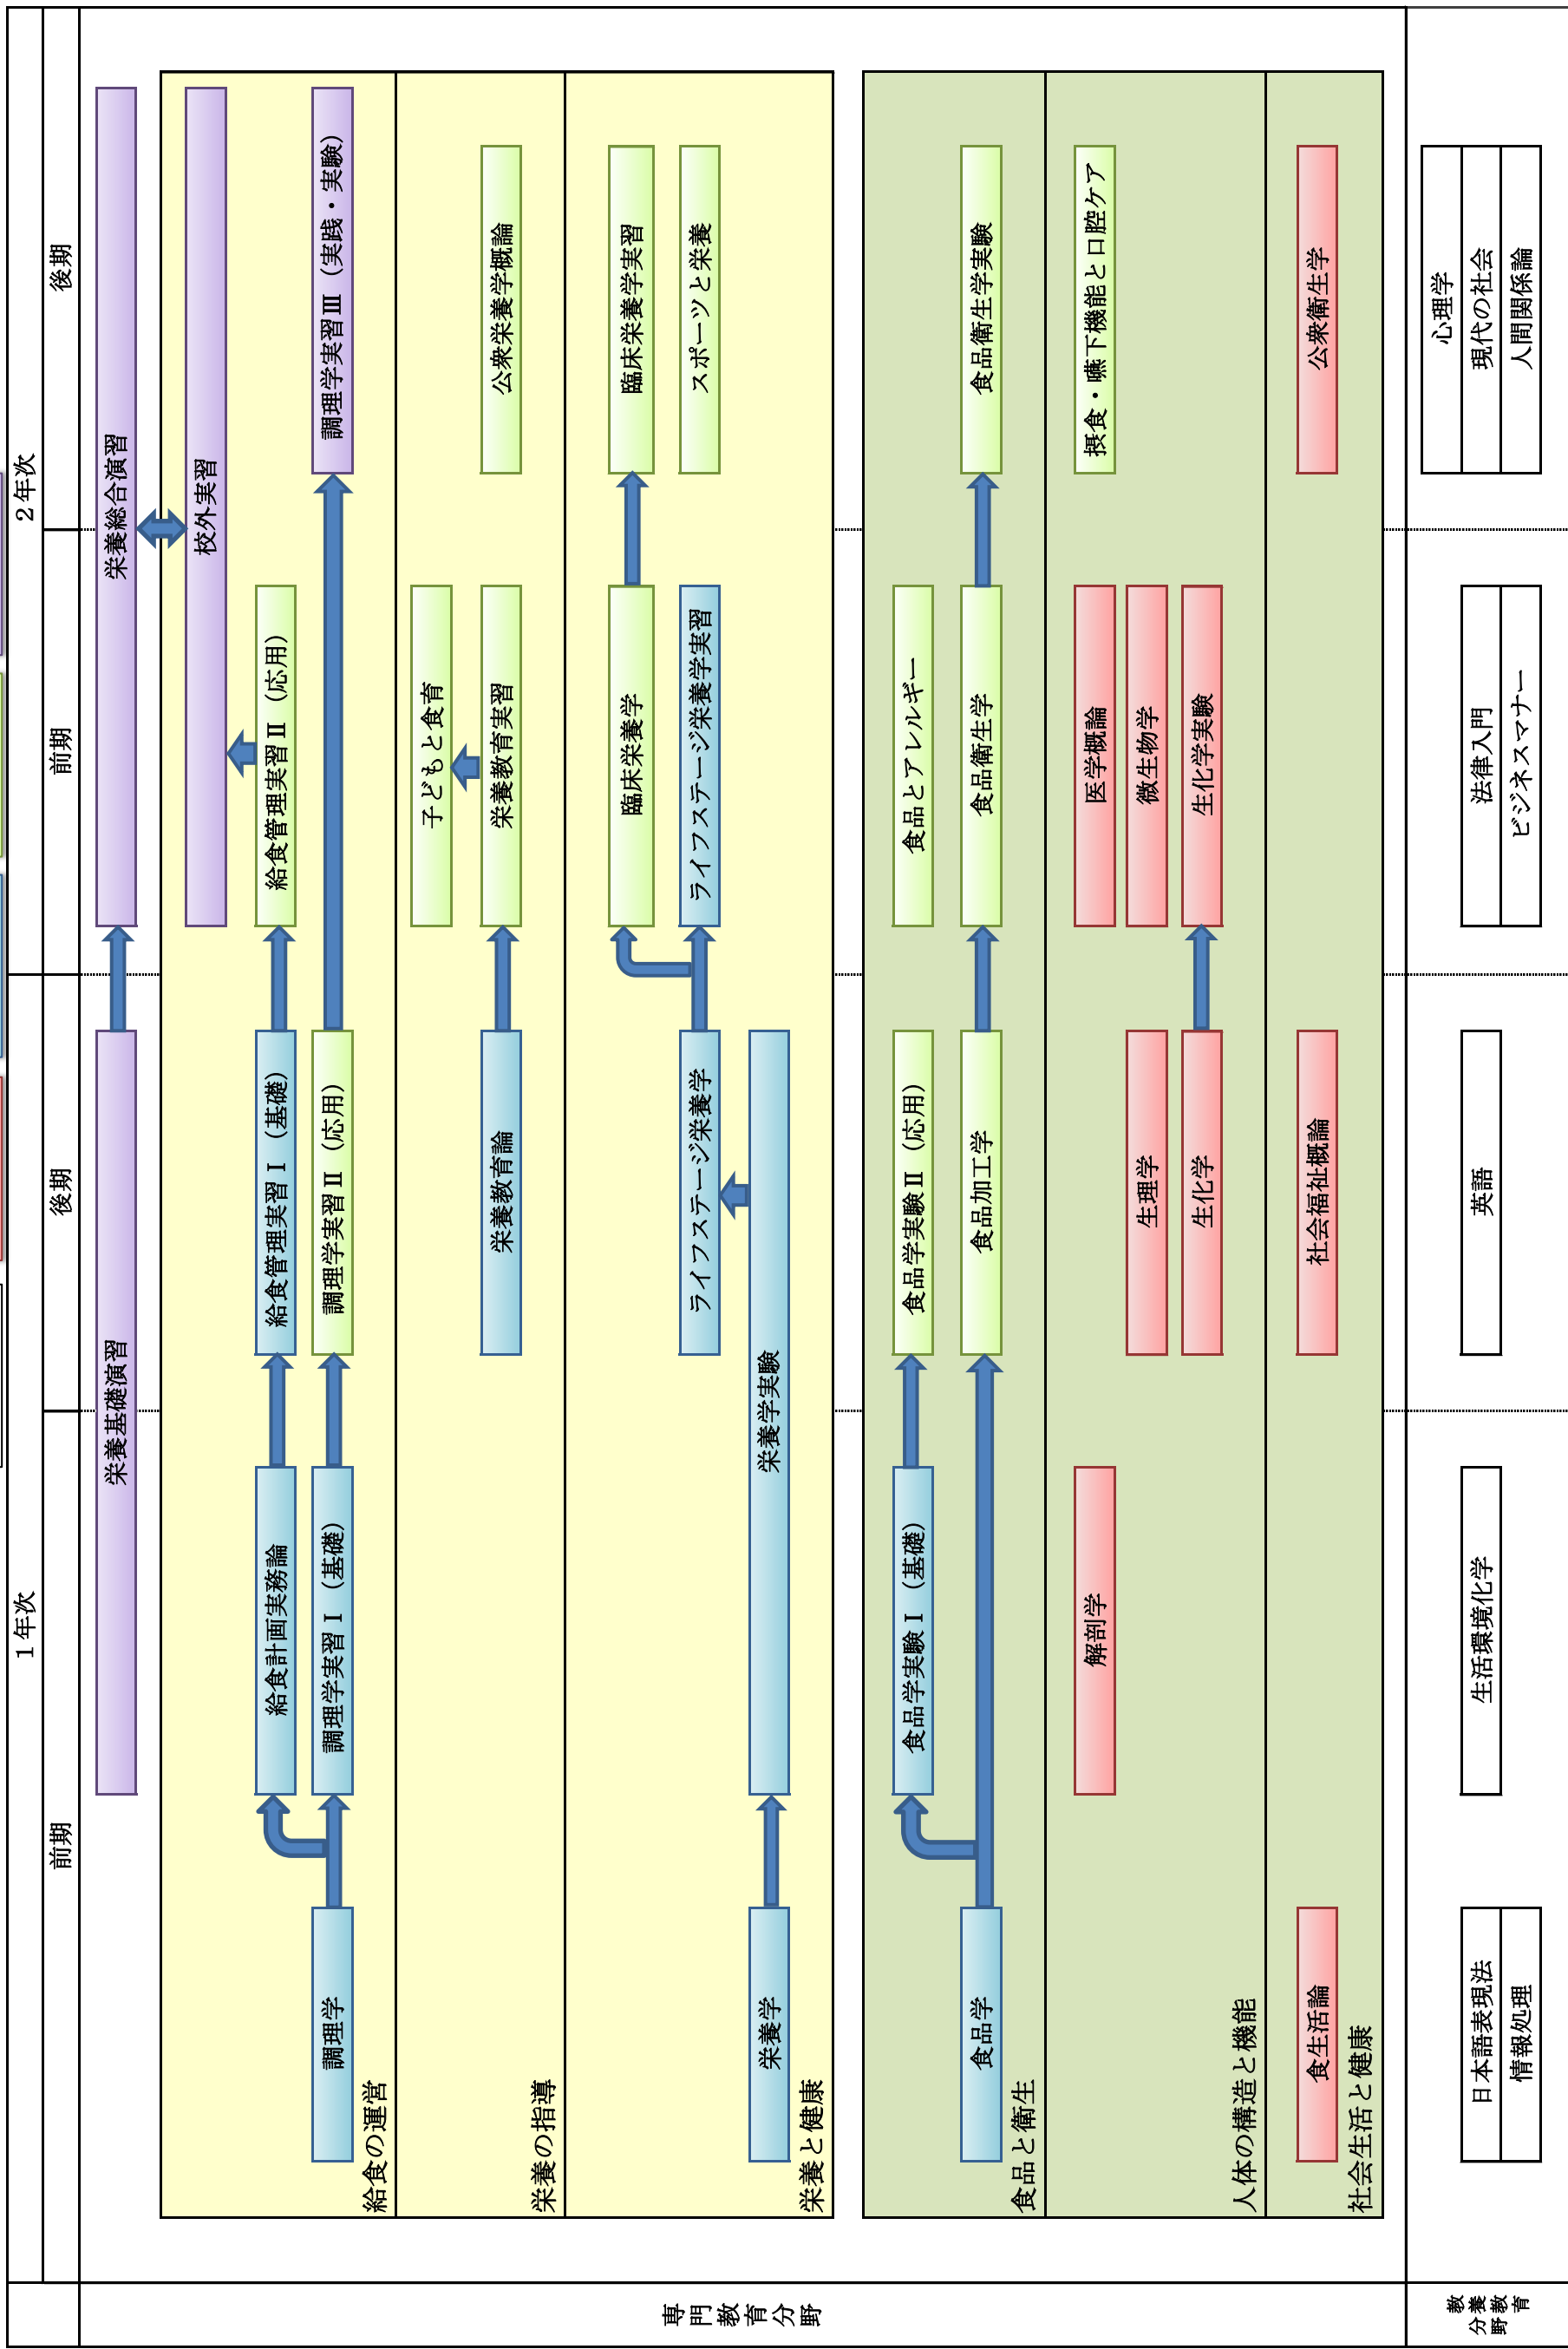 1年次
2年次
前期
後期
前期
後期
専門教育分野
栄養基礎演習
栄養総合演習
校外実習
給食計画実務論
給食管理実習Ⅰ（基礎）
給食管理実習Ⅱ（応用）
調理学
調理学実習Ⅰ（基礎）
調理学実習Ⅱ（応用）
調理学実習Ⅲ（実践・実験）
給食の運営
子どもと食育
栄養教育論
栄養教育実習
公衆栄養学概論
栄養の指導
臨床栄養学
臨床栄養学実習
ライフステージ栄養学
ライフステージ栄養学実習
スポーツと栄養
栄養学
栄養学実験
栄養と健康
食品学実験Ⅰ（基礎）
食品学実験Ⅱ（応用）
食品とアレルギー
食品学
食品加工学
食品衛生学
食品衛生学実験
食品と衛生
解剖学
医学概論
摂食・嚥下機能と口腔ケア
生理学
微生物学
生化学
生化学実験
人体の構造と機能
食生活論
社会福祉概論
公衆衛生学
社会生活と健康
教養教育
分野
心理学
日本語表現法
生活環境化学
英語
法律入門
現代の社会
情報処理
ビジネスマナー
人間関係論